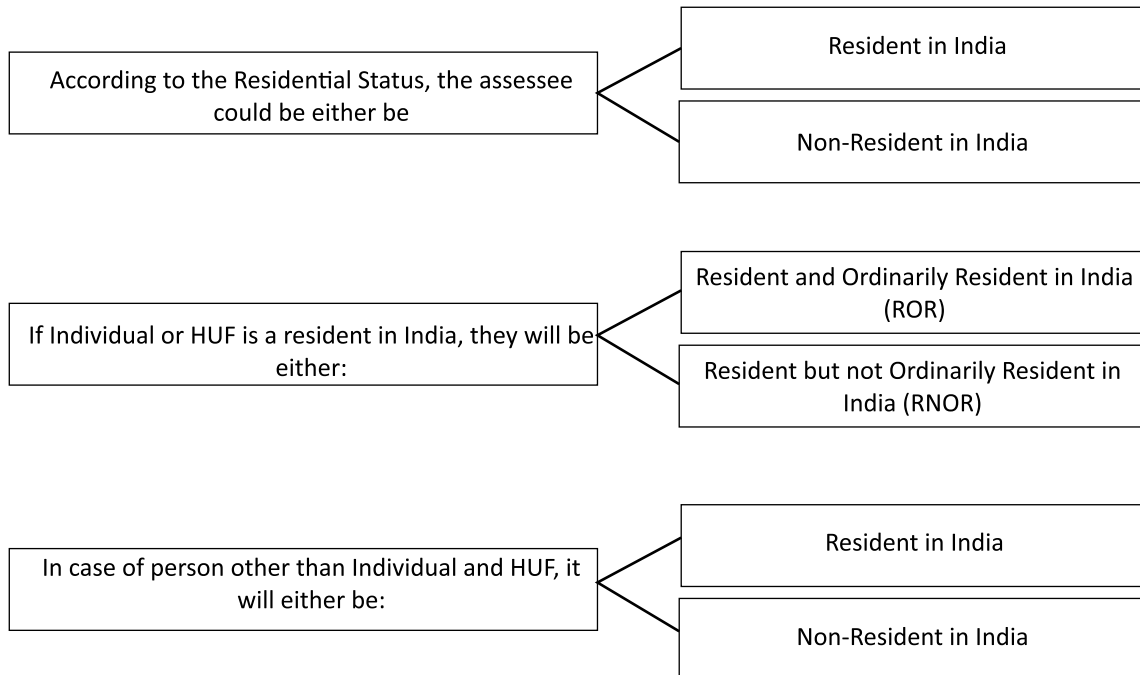 According to the Residential Status, the assessee
could be either be
Resident in India
Non-Resident in India
If Individual or HUF is a resident in India, they will be
either:
Resident and Ordinarily Resident in India
(ROR)
Resident but not Ordinarily Resident in
India (RNOR)
In case of person other than Individual and HUF, it
will either be:
Resident in India
Non-Resident in India